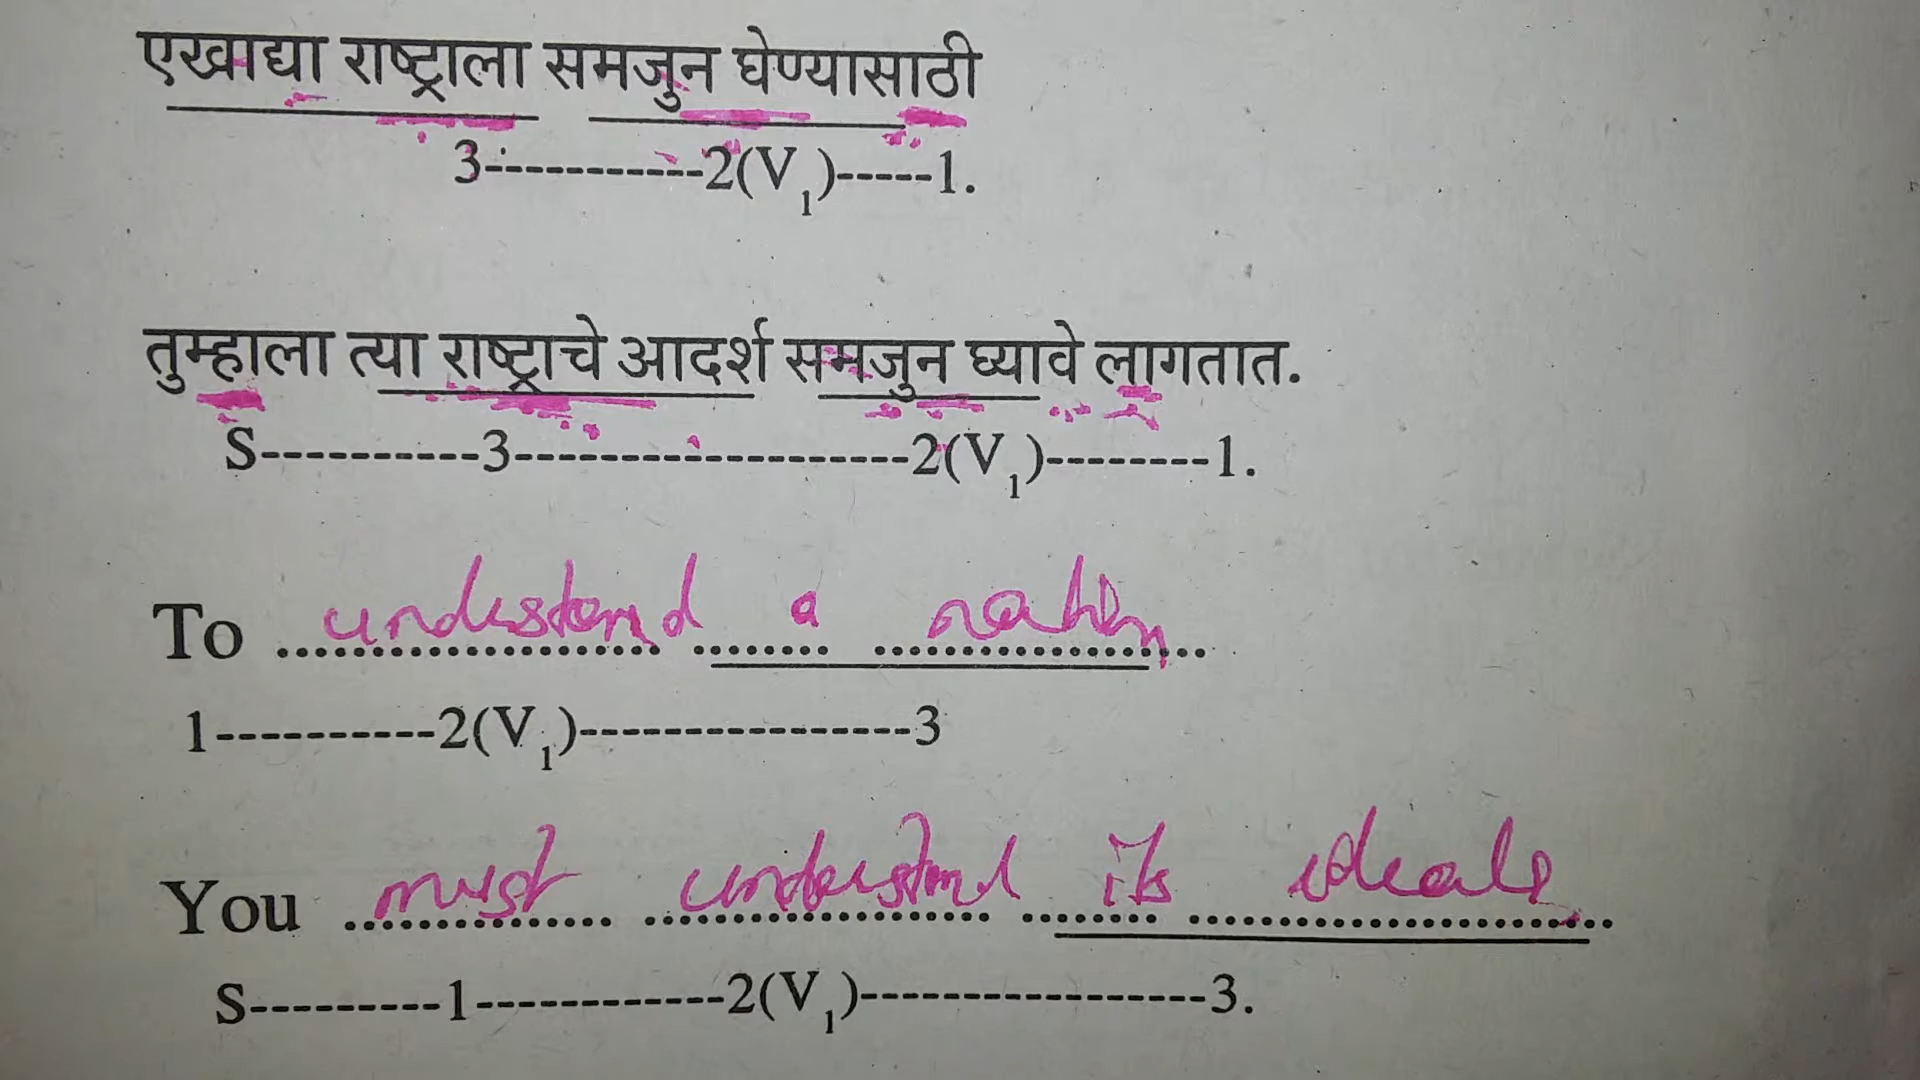 एखाद्या राष्ट्राला समजुन घेण्यासाठी
3------------2(V1)-----1.
तुम्हाला त्या राष्ट्राचे आदर्श समजुन घ्यावे लागतात.
S----------3---------------------2(V1)--------1.
To understand a nation
1-----------2(V1)-----------------3
You must understand its ideals
S---------1------------2(V1)------------------3.